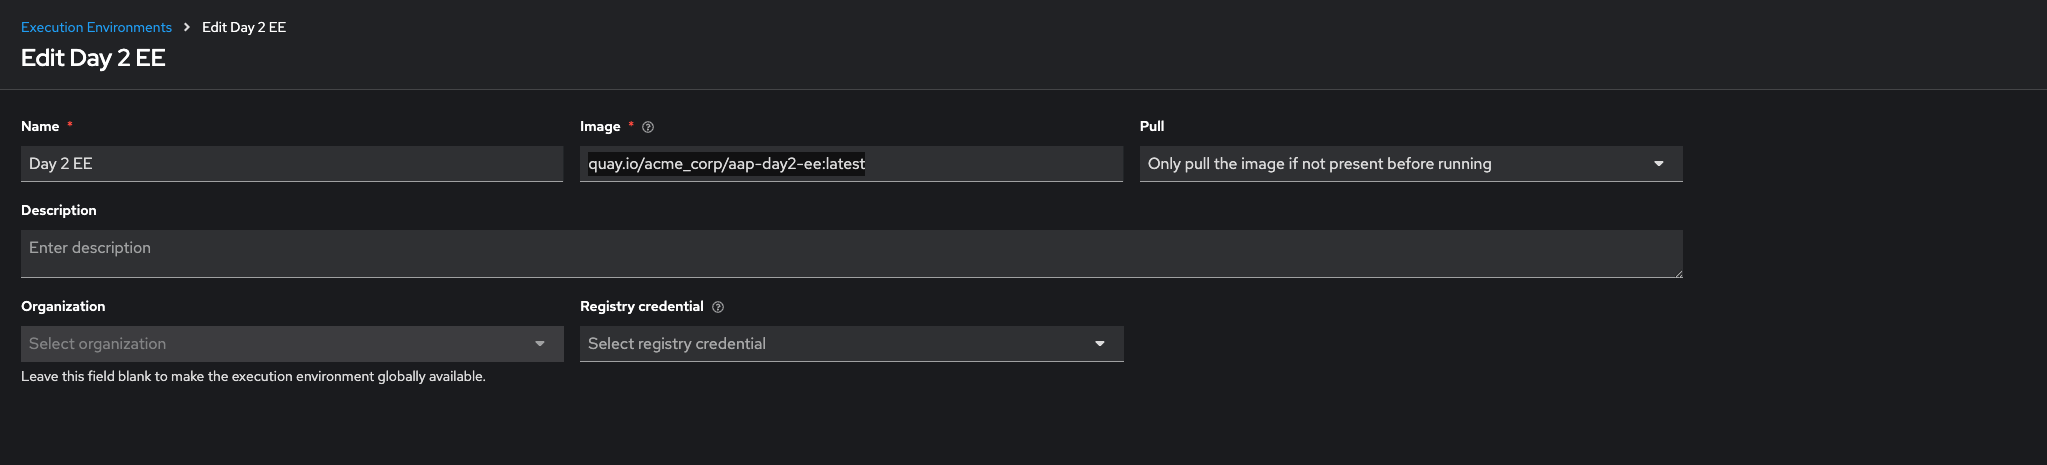 Execution Environments > Edit Day 2 EE
Edit Day 2 EE
Name * Image * Pull
Day 2 EE quay.io/acme_corp/aap-day2-ee:latest Only pull the image if not present before running
Description
Enter description
Organization Registry credential
Select organization Select registry credential
Leave this field blank to make the execution environment globally available.